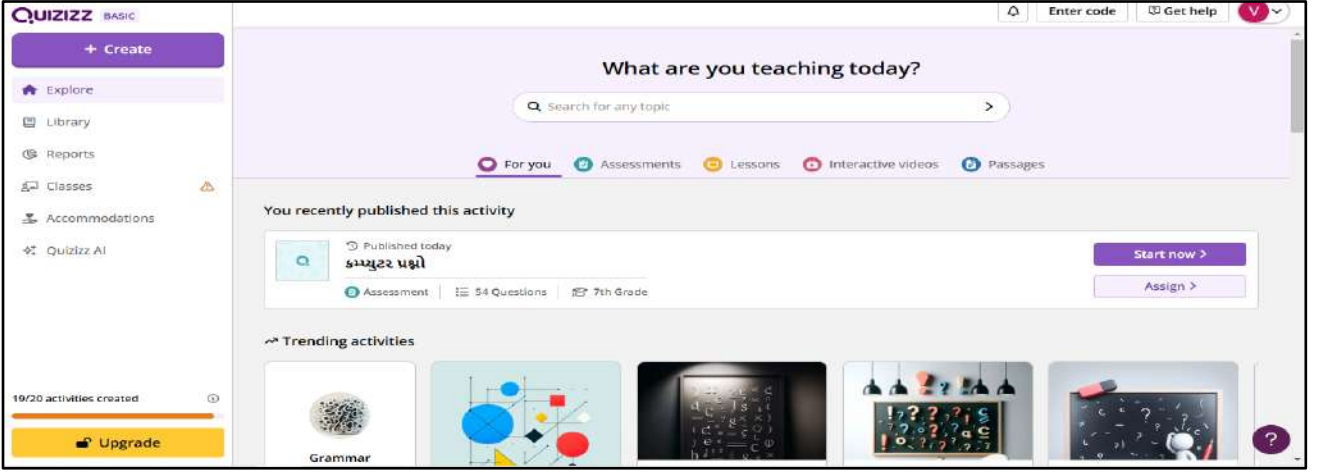 QUIZIZZ BASIC
Enter code
Get help
V
+ Create
What are you teaching today?
Explore
Search for any topic
Library
Reports
For you
Assessments
Lessons
Interactive videos
Passages
Classes
Accommodations
Quizizz AI
You recently published this activity
Published today
કમ્પ્યુટર પ્રશ્નો
Assessment
54 Questions
7th Grade
Start now >
Assign >
Trending activities
19/20 activities created
Upgrade
Grammar
?